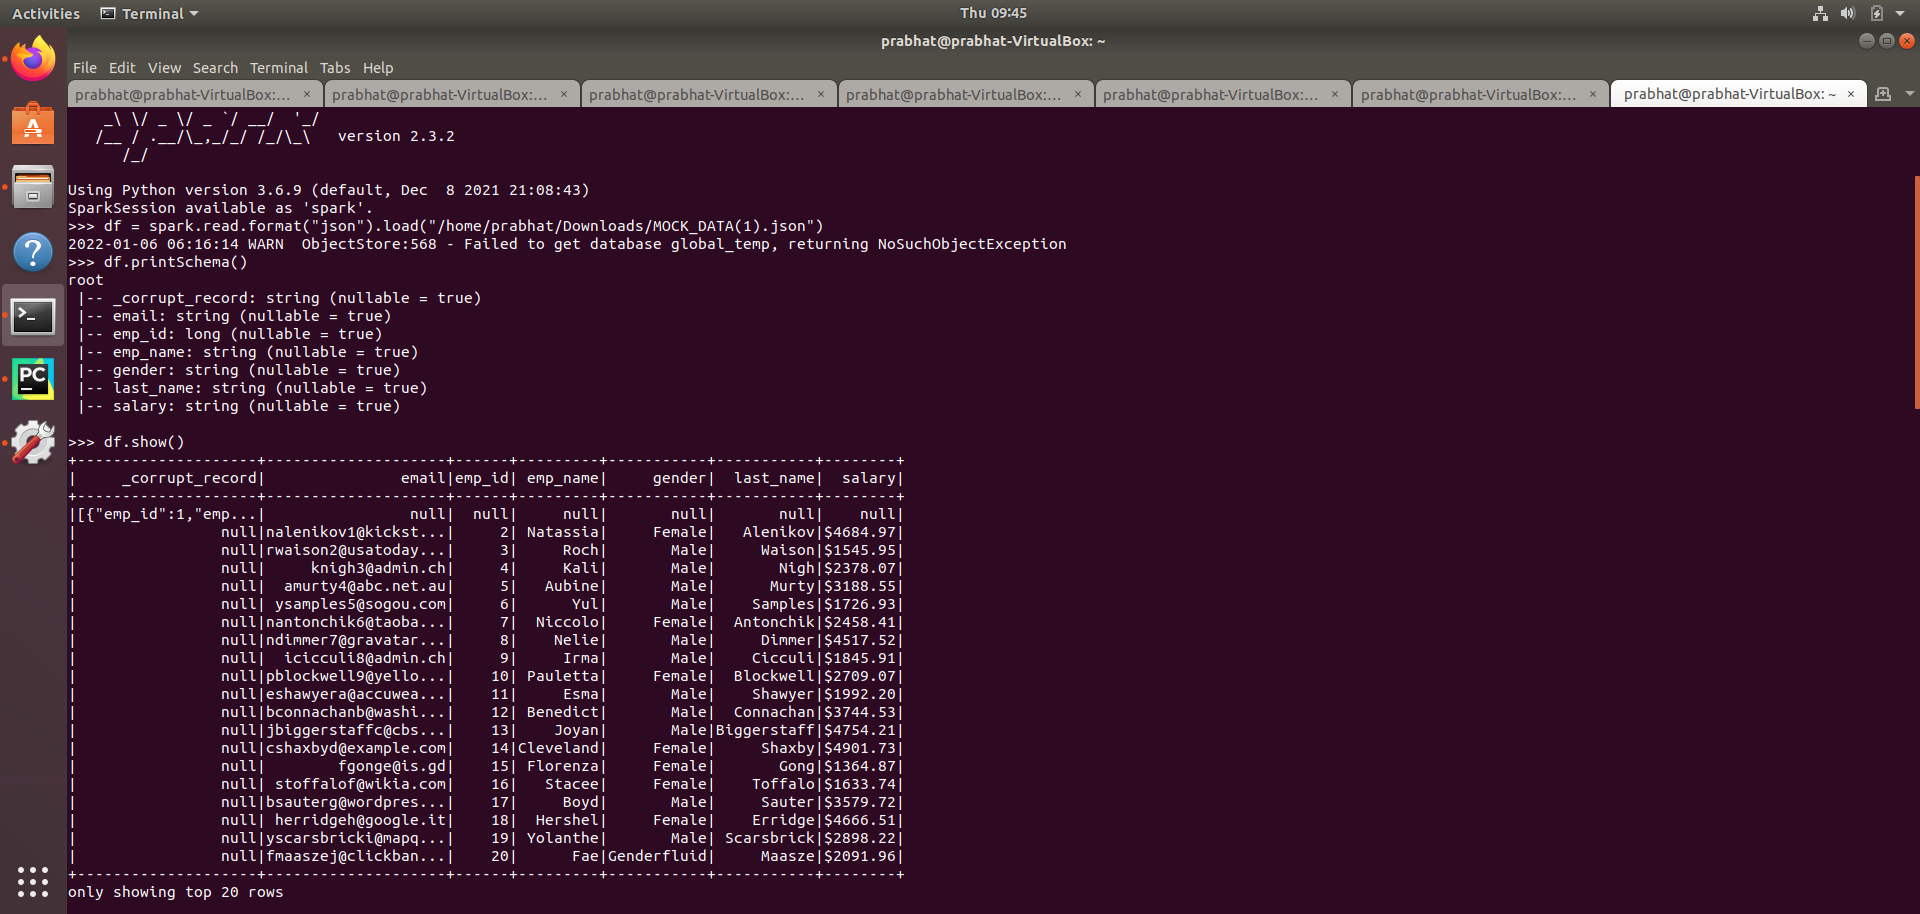 Activities Terminal Thu 09:45
prabhat@prabhat-VirtualBox: ~
File Edit View Search Terminal Tabs Help
prabhat@prabhat-VirtualBox:... × prabhat@prabhat-VirtualBox:... × prabhat@prabhat-VirtualBox:... × prabhat@prabhat-VirtualBox:... × prabhat@prabhat-VirtualBox:... × prabhat@prabhat-VirtualBox:... × prabhat@prabhat-VirtualBox: ~ ×
    _\ \/ _ \/ _ `/ __/  '_/
   /__ / .__/\_,_/_/ /_/\_\   version 2.3.2
      /_/
Using Python version 3.6.9 (default, Dec  8 2021 21:08:43)
SparkSession available as 'spark'.
>>> df = spark.read.format("json").load("/home/prabhat/Downloads/MOCK_DATA(1).json")
2022-01-06 06:16:14 WARN  ObjectStore:568 - Failed to get database global_temp, returning NoSuchObjectException
>>> df.printSchema()
root
 |-- _corrupt_record: string (nullable = true)
 |-- email: string (nullable = true)
 |-- emp_id: long (nullable = true)
 |-- emp_name: string (nullable = true)
 |-- gender: string (nullable = true)
 |-- last_name: string (nullable = true)
 |-- salary: string (nullable = true)
>>> df.show()
+--------------------+--------------------+------+---------+-----------+-----------+--------+
|     _corrupt_record|               email|emp_id| emp_name|     gender|  last_name|  salary|
+--------------------+--------------------+------+---------+-----------+-----------+--------+
|[{"emp_id":1,"emp...|                null|  null|     null|       null|       null|    null|
|                null|nalenikov1@kickst...|     2| Natassia|     Female|   Alenikov|$4684.97|
|                null|rwaison2@usatoday...|     3|     Roch|       Male|     Waison|$1545.95|
|                null|     knigh3@admin.ch|     4|     Kali|       Male|       Nigh|$2378.07|
|                null|  amurty4@abc.net.au|     5|   Aubine|       Male|      Murty|$3188.55|
|                null| ysamples5@sogou.com|     6|      Yul|       Male|    Samples|$1726.93|
|                null|nantonchik6@taoba...|     7|  Niccolo|     Female|  Antonchik|$2458.41|
|                null|ndimmer7@gravatar...|     8|    Nelie|       Male|     Dimmer|$4517.52|
|                null|  icicculi8@admin.ch|     9|     Irma|       Male|    Cicculi|$1845.91|
|                null|pblockwell9@yello...|    10| Pauletta|     Female|  Blockwell|$2709.07|
|                null|eshawyera@accuwea...|    11|     Esma|       Male|    Shawyer|$1992.20|
|                null|bconnachanb@washi...|    12| Benedict|       Male|  Connachan|$3744.53|
|                null|jbiggerstaffc@cbs...|    13|    Joyan|       Male|Biggerstaff|$4754.21|
|                null|cshaxbyd@example.com|    14|Cleveland|     Female|     Shaxby|$4901.73|
|                null|        fgonge@is.gd|    15| Florenza|     Female|       Gong|$1364.87|
|                null| stoffalof@wikia.com|    16|   Stacee|     Female|    Toffalo|$1633.74|
|                null|bsauterg@wordpres...|    17|     Boyd|       Male|     Sauter|$3579.72|
|                null| herridgeh@google.it|    18|  Hershel|     Female|    Erridge|$4666.51|
|                null|yscarsbricki@mapq...|    19| Yolanthe|       Male| Scarsbrick|$2898.22|
|                null|fmaaszej@clickban...|    20|      Fae|Genderfluid|     Maasze|$2091.96|
+--------------------+--------------------+------+---------+-----------+-----------+--------+
only showing top 20 rows
PC